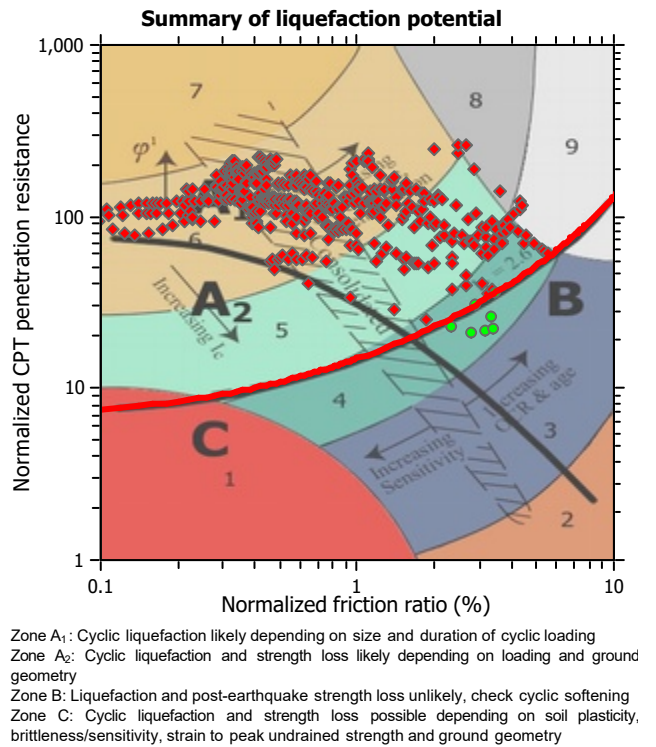 Summary of liquefaction potential
1,000
7
8
9
φ'
100
6
= 2.6
Consolidated
A2
B
Increasing Ic
5
10
4
Increasing
OCR & age
C
3
Increasing
Sensitivity
1
2
1
0.1
1
10
Normalized CPT penetration resistance
Normalized friction ratio (%)
Zone A1: Cyclic liquefaction likely depending on size and duration of cyclic loading
Zone A2: Cyclic liquefaction and strength loss likely depending on loading and ground
geometry
Zone B: Liquefaction and post-earthquake strength loss unlikely, check cyclic softening
Zone C: Cyclic liquefaction and strength loss possible depending on soil plasticity,
brittleness/sensitivity, strain to peak undrained strength and ground geometry